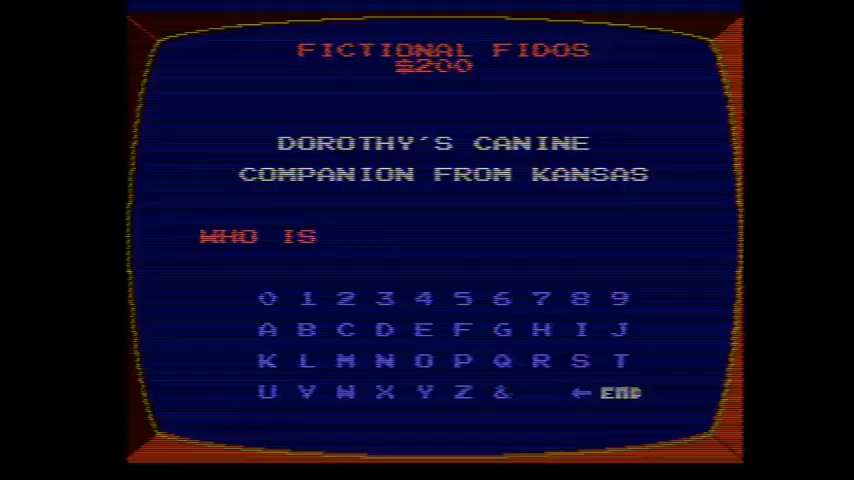 FICTIONAL FIDOS
$200
DOROTHY'S CANINE
COMPANION FROM KANSAS
WHO IS
0 1 2 3 4 5 6 7 8 9
A B C D E F G H I J
K L M N O P Q R S T
U V W X Y Z & ← END